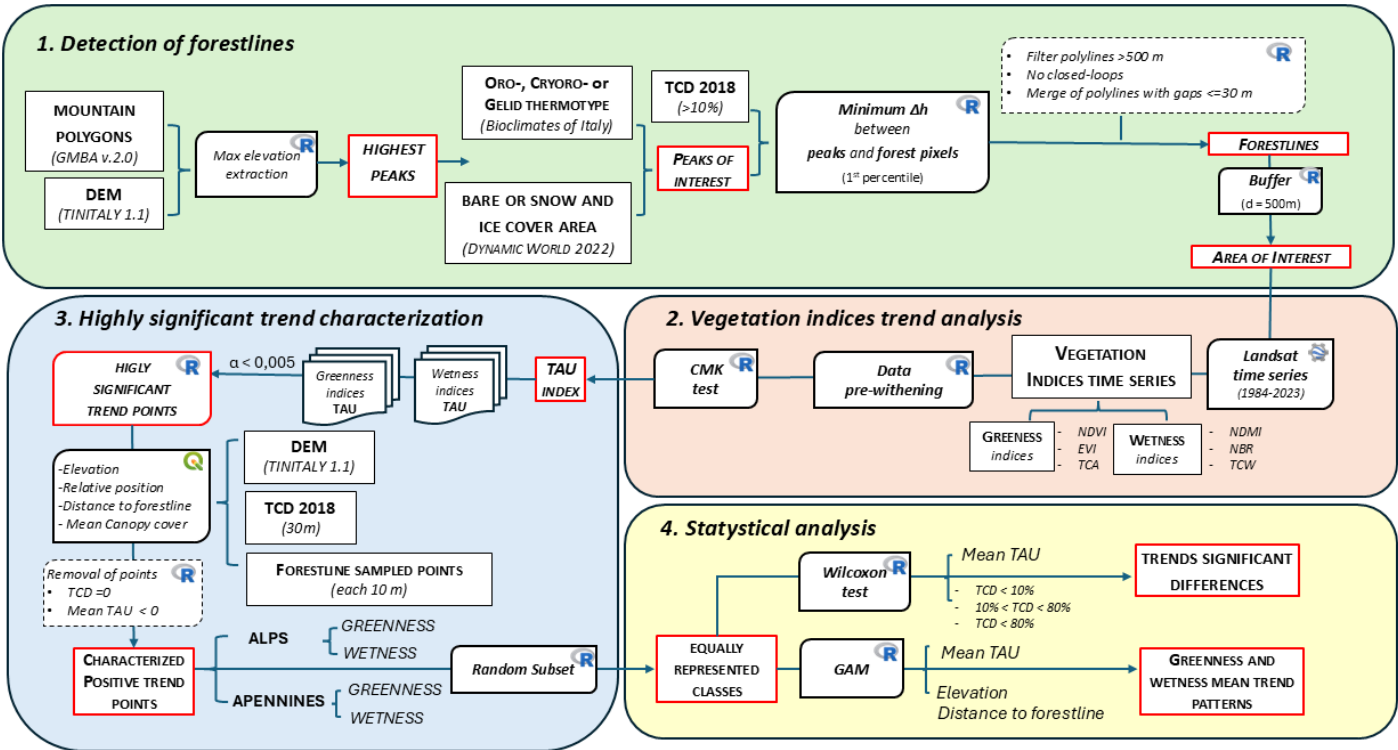 1. Detection of forestlines
MOUNTAIN
POLYGONS
(GMBA v.2.0)
DEM
(TINITALY 1.1)
Max elevation
extraction
R
HIGHEST
PEAKS
ORO-, CRYORO- OR
GELID THERMOTYPE
(Bioclimates of Italy)
BARE OR SNOW AND
ICE COVER AREA
(DYNAMIC WORLD 2022)
TCD 2018
(>10%)
PEAKS OF
INTEREST
Minimum Δh
between
peaks and forest pixels
(1st percentile)
R
• Filter polylines >500 m
• No closed-loops
• Merge of polylines with gaps <=30 m
R
FORESTLINES
Buffer
(d = 500m)
R
AREA OF INTEREST
2. Vegetation indices trend analysis
Landsat
time series
(1984-2023)
VEGETATION
INDICES TIME SERIES
GREENESS
indices
- NDVI
- EVI
- TCA
WETNESS
indices
- NDMI
- NBR
- TCW
Data
pre-withening
R
CMK
test
R
3. Highly significant trend characterization
TAU
INDEX
Wetness
indices
TAU
Greenness
indices
TAU
α < 0,005
HIGLY
SIGNIFICANT
TREND POINTS
R
-Elevation
-Relative position
-Distance to forestline
- Mean Canopy cover
DEM
(TINITALY 1.1)
TCD 2018
(30m)
FORESTLINE SAMPLED POINTS
(each 10 m)
Removal of points
• TCD =0
• Mean TAU < 0
R
CHARACTERIZED
POSITIVE TREND
POINTS
ALPS
GREENNESS
WETNESS
APENNINES
GREENNESS
WETNESS
Random Subset
R
4. Statystical analysis
EQUALLY
REPRESENTED
CLASSES
Wilcoxon
test
R
Mean TAU
- TCD < 10%
- 10% < TCD < 80%
- TCD < 80%
TRENDS SIGNIFICANT
DIFFERENCES
GAM
R
Mean TAU
Elevation
Distance to forestline
GREENNESS AND
WETNESS MEAN TREND
PATTERNS